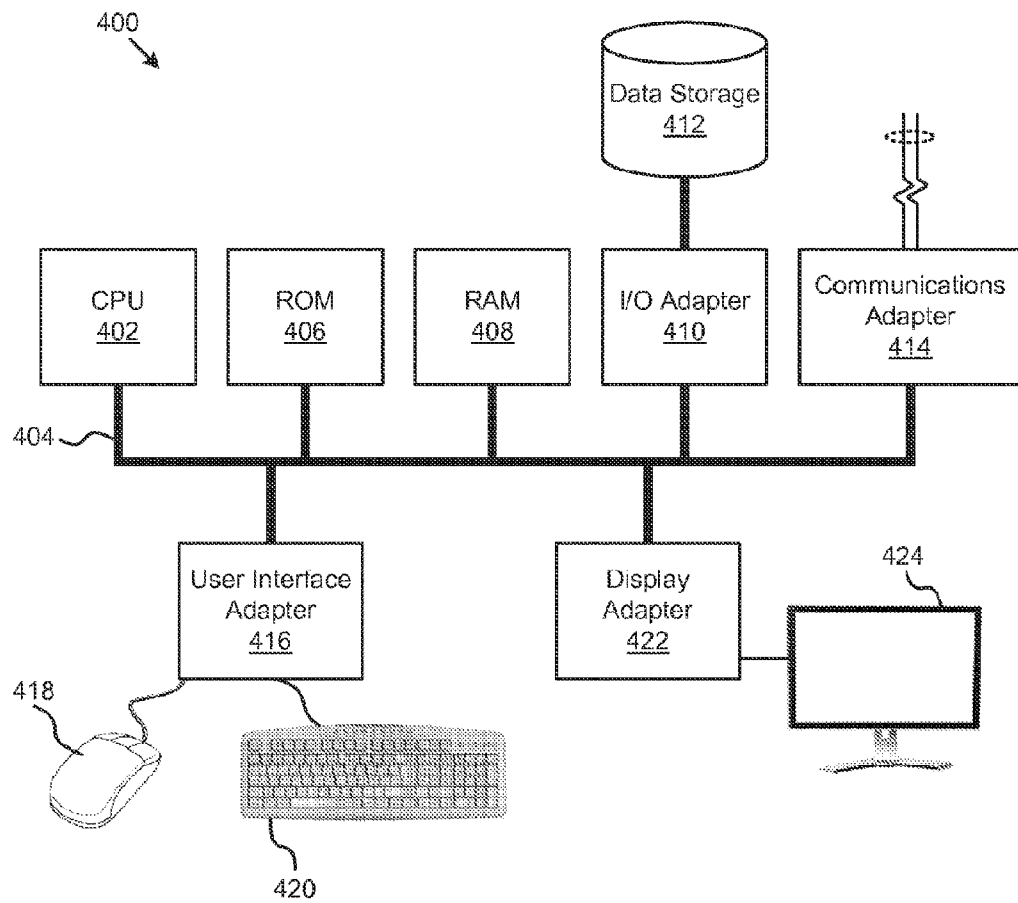 400
Data Storage
412
CPU
402
ROM
406
RAM
408
I/O Adapter
410
Communications
Adapter
414
404
User Interface
Adapter
416
Display
Adapter
422
424
418
420